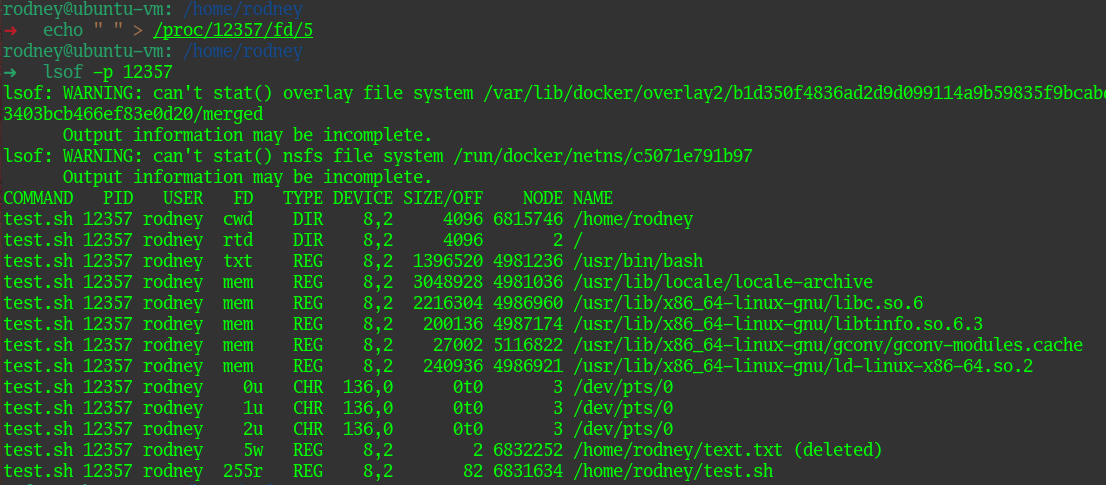 rodney@ubuntu-vm: /home/rodney
➜ echo " " > /proc/12357/fd/5
rodney@ubuntu-vm: /home/rodney
➜ lsof -p 12357
lsof: WARNING: can't stat() overlay file system /var/lib/docker/overlay2/b1d350f4836ad2d9d099114a9b59835f9bcab
3403bcb466ef83e0d20/merged
      Output information may be incomplete.
lsof: WARNING: can't stat() nsfs file system /run/docker/netns/c5071e791b97
      Output information may be incomplete.
COMMAND   PID   USER   FD   TYPE DEVICE SIZE/OFF    NODE NAME
test.sh 12357 rodney  cwd    DIR    8,2     4096 6815746 /home/rodney
test.sh 12357 rodney  rtd    DIR    8,2     4096       2 /
test.sh 12357 rodney  txt    REG    8,2  1396520 4981236 /usr/bin/bash
test.sh 12357 rodney  mem    REG    8,2  3048928 4981036 /usr/lib/locale/locale-archive
test.sh 12357 rodney  mem    REG    8,2  2216304 4986960 /usr/lib/x86_64-linux-gnu/libc.so.6
test.sh 12357 rodney  mem    REG    8,2   200136 4987174 /usr/lib/x86_64-linux-gnu/libtinfo.so.6.3
test.sh 12357 rodney  mem    REG    8,2    27002 5116822 /usr/lib/x86_64-linux-gnu/gconv/gconv-modules.cache
test.sh 12357 rodney  mem    REG    8,2   240936 4986921 /usr/lib/x86_64-linux-gnu/ld-linux-x86-64.so.2
test.sh 12357 rodney    0u   CHR  136,0      0t0       3 /dev/pts/0
test.sh 12357 rodney    1u   CHR  136,0      0t0       3 /dev/pts/0
test.sh 12357 rodney    2u   CHR  136,0      0t0       3 /dev/pts/0
test.sh 12357 rodney    5w   REG    8,2        2 6832252 /home/rodney/text.txt (deleted)
test.sh 12357 rodney  255r   REG    8,2       82 6831634 /home/rodney/test.sh